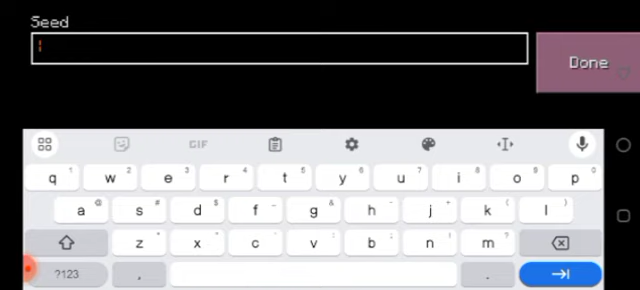 Seed
Done
GIF
q 1 w 2 e 3 r 4 t 5 y 6 u 7 i 8 o 9 p 0
a @ s # d $ f _ g & h - j + k ( l )
z * x " c ' v : b ; n ! m ?
?123 , .